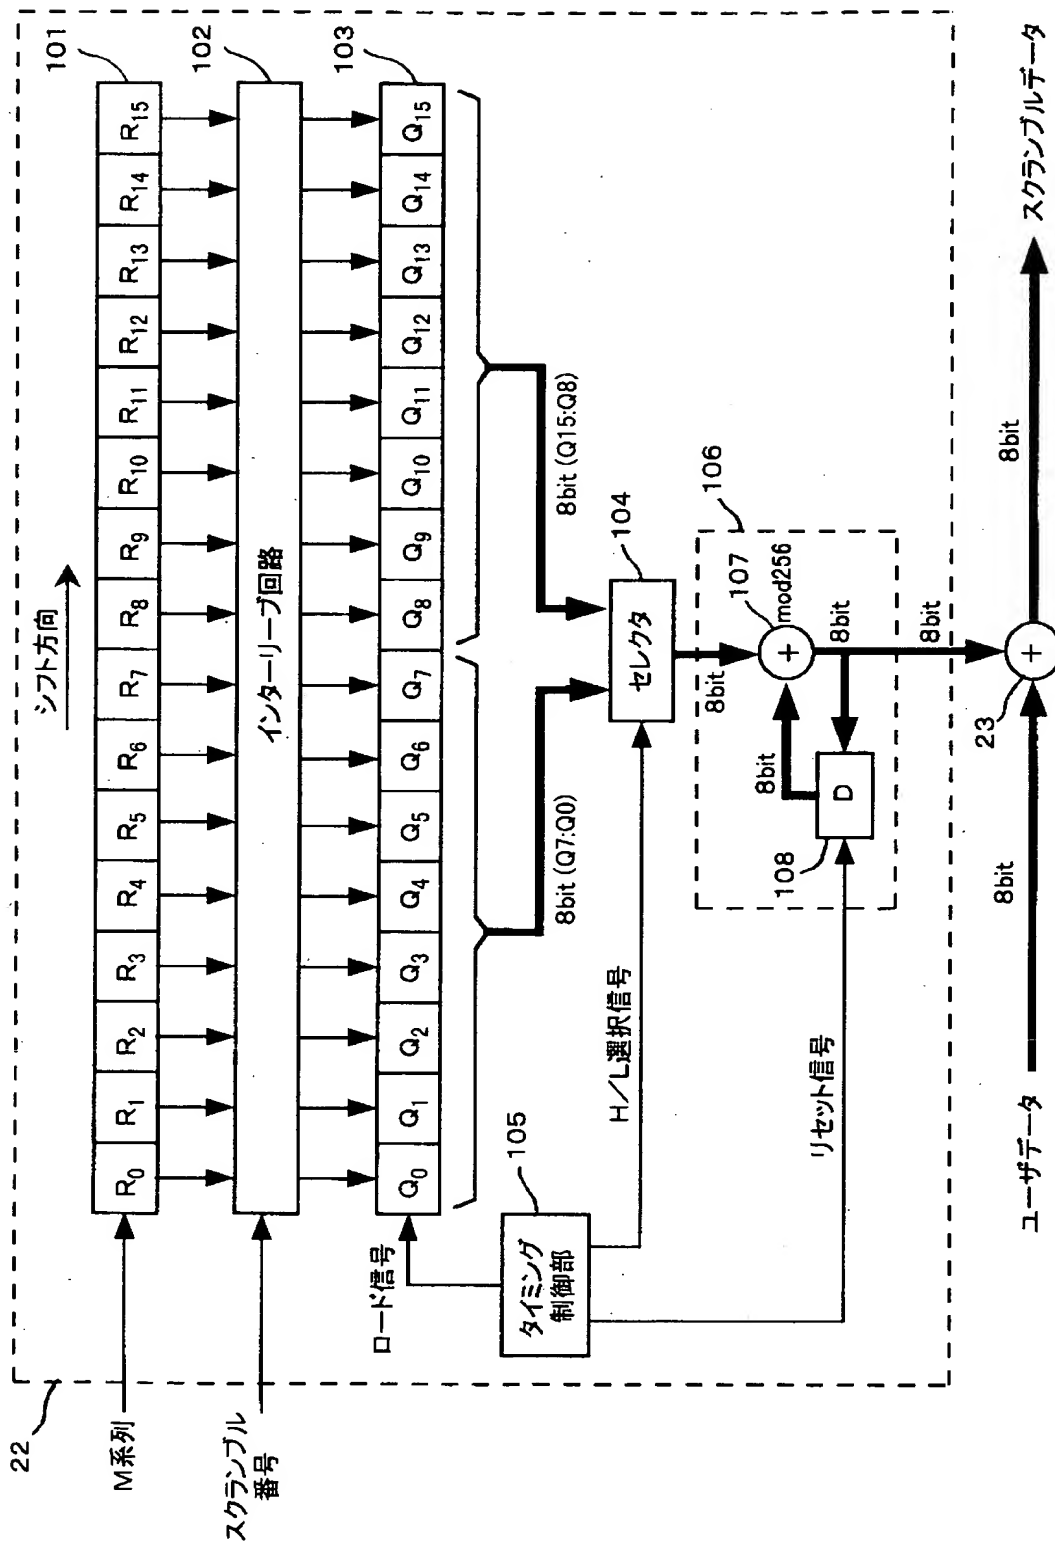 22
シフト方向
101
M系列
R0 R1 R2 R3 R4 R5 R6 R7 R8 R9 R10 R11 R12 R13 R14 R15
102
スクランブル
番号
インターリーブ回路
103
Q0 Q1 Q2 Q3 Q4 Q5 Q6 Q7 Q8 Q9 Q10 Q11 Q12 Q13 Q14 Q15
ロード信号
105
タイミング
制御部
8bit (Q7:Q0)
8bit (Q15:Q8)
H/L選択信号
セレクタ
104
8bit
106
107
+
mod256
8bit
8bit
D
108
リセット信号
8bit
ユーザデータ
8bit
23
+
8bit
スクランブルデータ